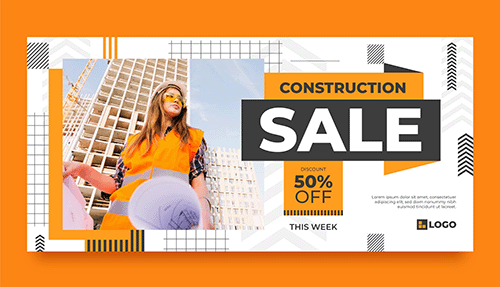 CONSTRUCTION
SALE
DISCOUNT
50%
OFF
THIS WEEK
LOGO